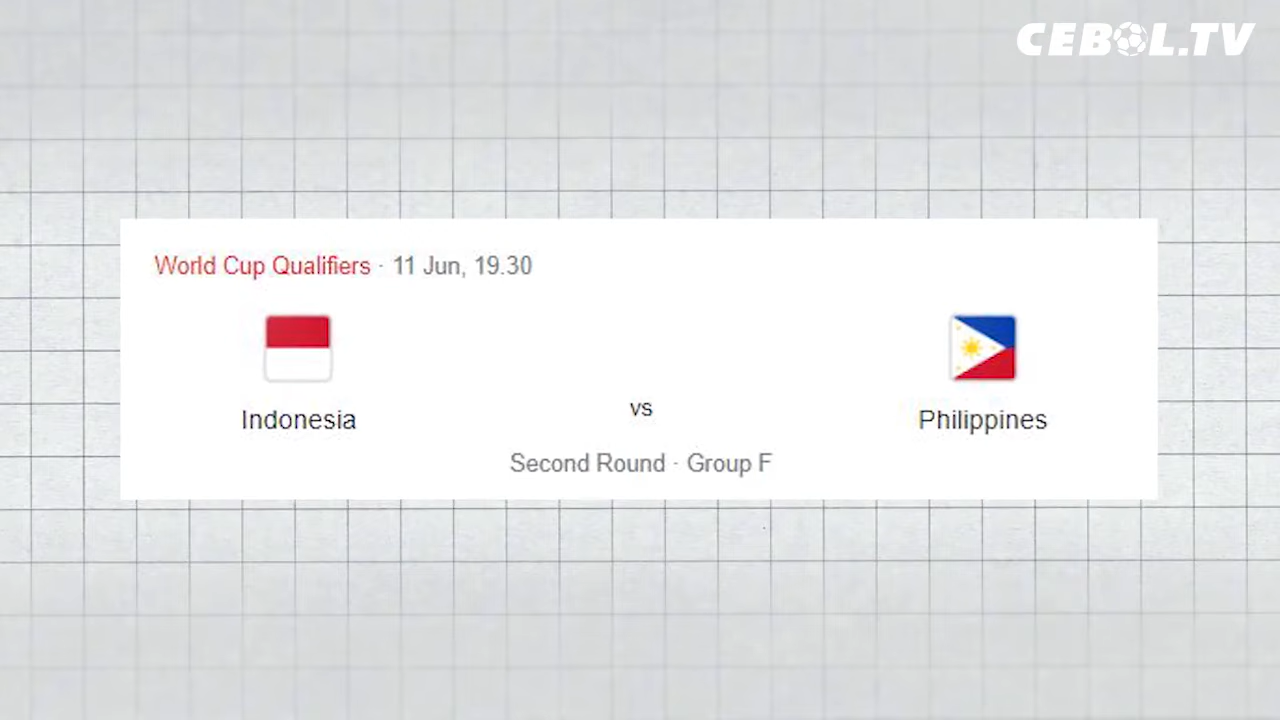 CEBOL.TV
World Cup Qualifiers · 11 Jun, 19.30
Indonesia
vs
Philippines
Second Round · Group F